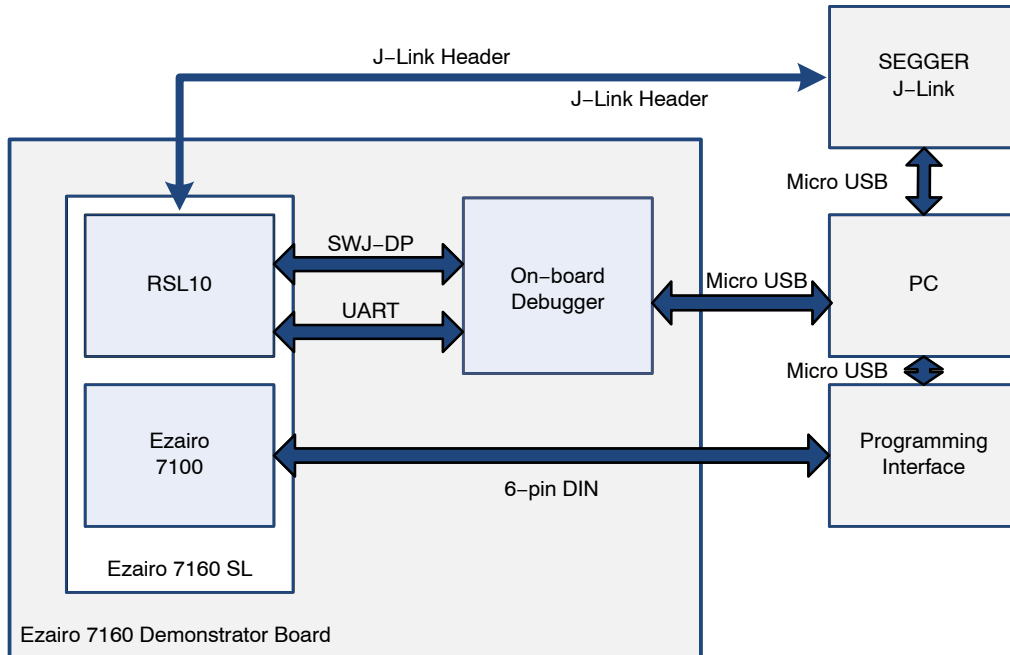 J−Link Header
J−Link Header
SEGGER
J−Link
Micro USB
RSL10
SWJ−DP
UART
On−board
Debugger
Micro USB
PC
Micro USB
Ezairo
7100
6−pin DIN
Programming
Interface
Ezairo 7160 SL
Ezairo 7160 Demonstrator Board